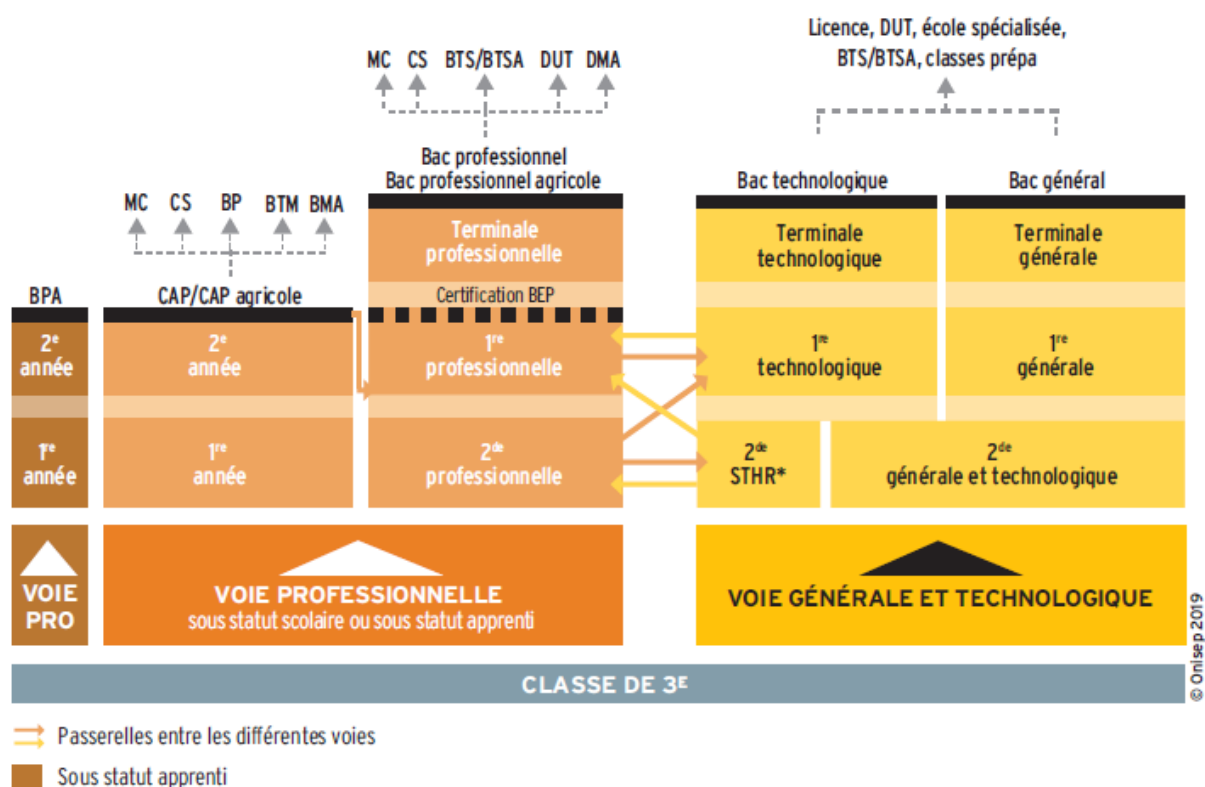 Licence, DUT, école spécialisée,
BTS/BTSA, classes prépa
MC CS BTS/BTSA DUT DMA
Bac professionnel
Bac professionnel agricole
Bac technologique
Bac général
MC CS BP BTM BMA
Terminale
professionnelle
Terminale
technologique
Terminale
générale
BPA
CAP/CAP agricole
Certification BEP
2e
année
2e
année
1re
professionnelle
1re
technologique
1re
générale
1re
année
1re
année
2de
professionnelle
2de
STHR*
2de
générale et technologique
VOIE
PRO
VOIE PROFESSIONNELLE
sous statut scolaire ou sous statut apprenti
VOIE GÉNÉRALE ET TECHNOLOGIQUE
© Onisep 2019
CLASSE DE 3E
Passerelles entre les différentes voies
Sous statut apprenti